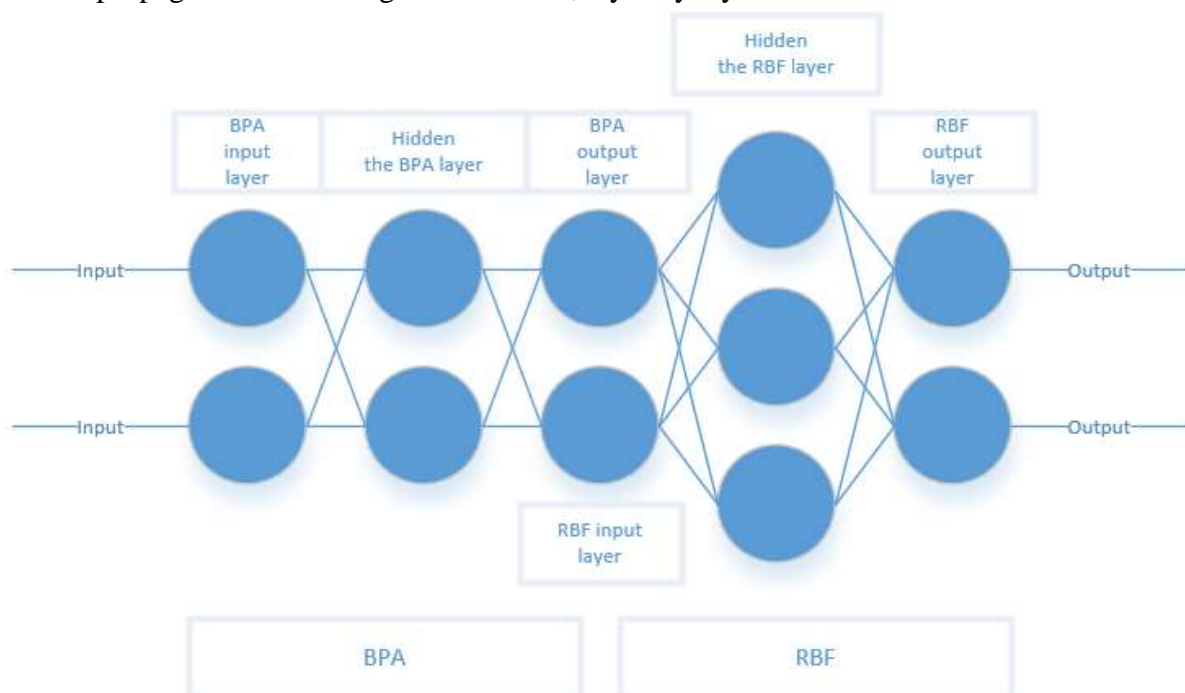 Hidden
the RBF layer
BPA
input
layer
Hidden
the BPA layer
BPA
output
layer
RBF
output
layer
Input
Output
Input
Output
RBF input
layer
BPA
RBF